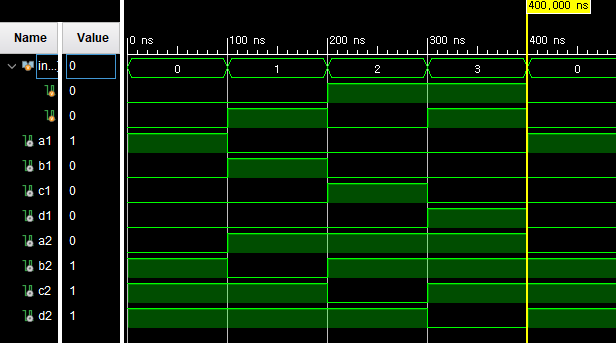 400,000 ns
Name Value
0 ns 100 ns 200 ns 300 ns 400 ns
in... 0 0 1 2 3 0
0
0
a1 1
b1 0
c1 0
d1 0
a2 0
b2 1
c2 1
d2 1